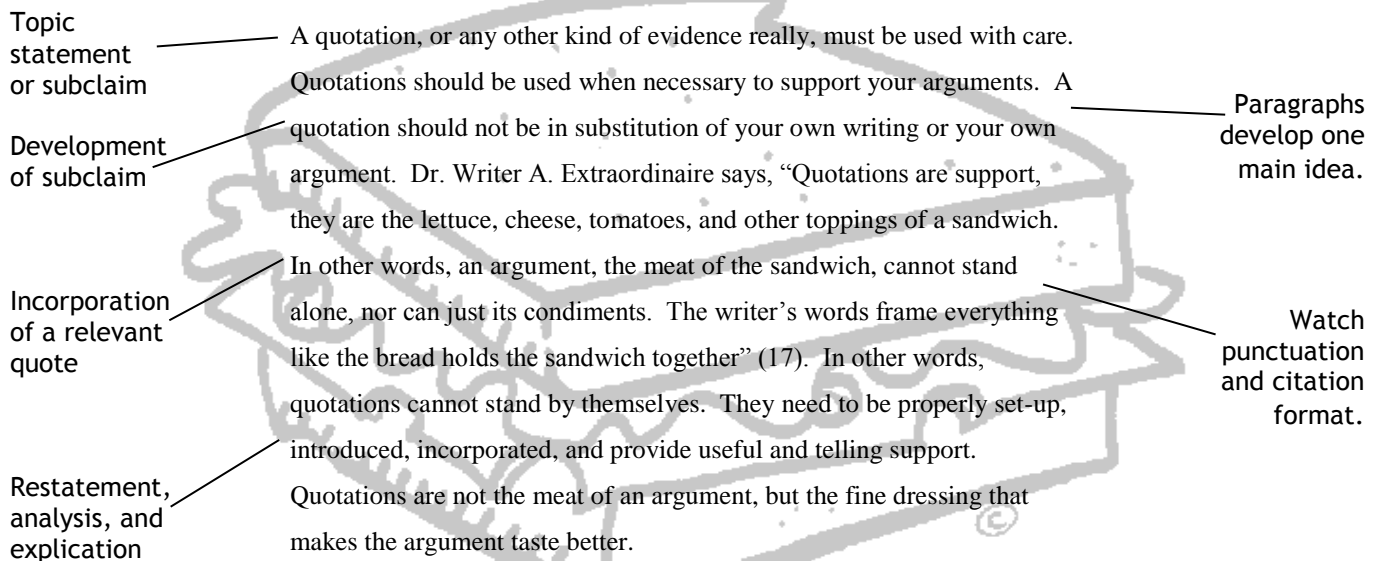 Topic
statement
or subclaim
Development
of subclaim
Incorporation
of a relevant
quote
Restatement,
analysis, and
explication
A quotation, or any other kind of evidence really, must be used with care.
Quotations should be used when necessary to support your arguments. A
quotation should not be in substitution of your own writing or your own
argument. Dr. Writer A. Extraordinaire says, “Quotations are support,
they are the lettuce, cheese, tomatoes, and other toppings of a sandwich.
In other words, an argument, the meat of the sandwich, cannot stand
alone, nor can just its condiments. The writer’s words frame everything
like the bread holds the sandwich together” (17). In other words,
quotations cannot stand by themselves. They need to be properly set-up,
introduced, incorporated, and provide useful and telling support.
Quotations are not the meat of an argument, but the fine dressing that
makes the argument taste better.
Paragraphs
develop one
main idea.
Watch
punctuation
and citation
format.
©